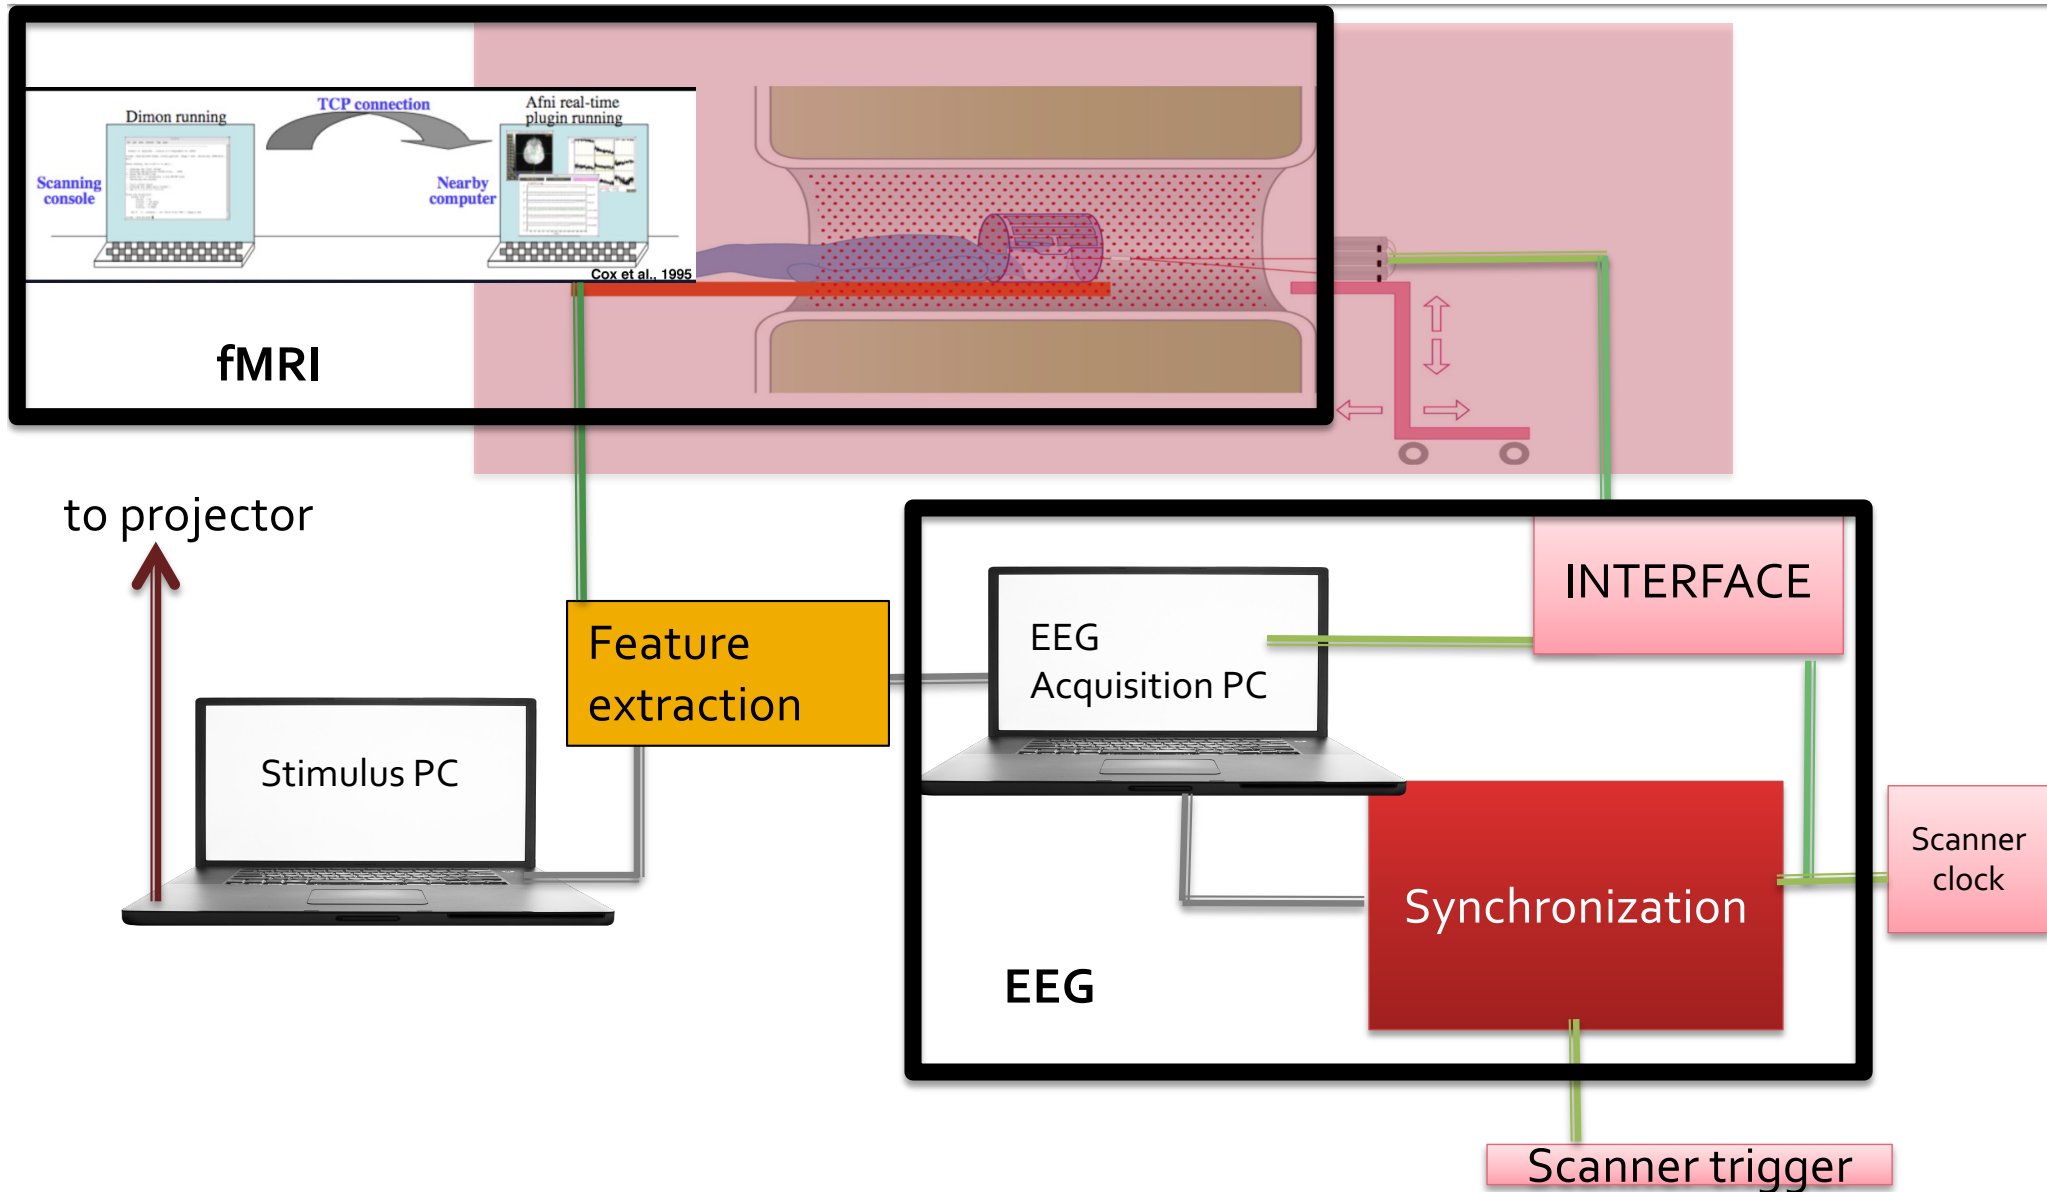 TCP connection
Dimon running
Afni real-time
plugin running
Scanning
console
Nearby
computer
Cox et al., 1995
fMRI
to projector
INTERFACE
Feature
extraction
EEG
Acquisition PC
Stimulus PC
Scanner
clock
Synchronization
EEG
Scanner trigger